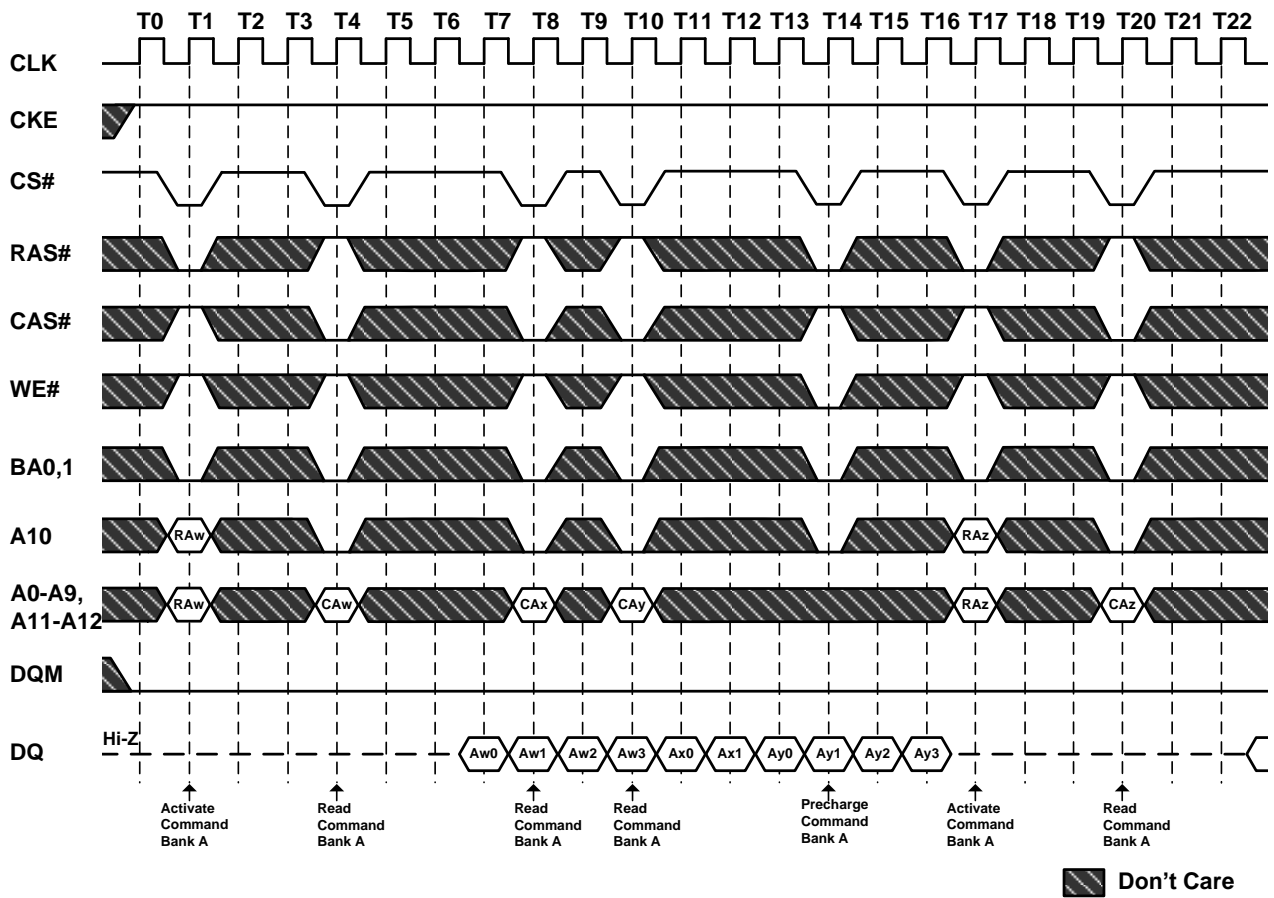 T0 T1 T2 T3 T4 T5 T6 T7 T8 T9 T10 T11 T12 T13 T14 T15 T16 T17 T18 T19 T20 T21 T22
CLK
CKE
CS#
RAS#
CAS#
WE#
BA0,1
A10 RAw RAz
A0-A9,
A11-A12 RAw CAw CAx CAy RAz CAz
DQM
DQ Hi-Z Aw0 Aw1 Aw2 Aw3 Ax0 Ax1 Ay0 Ay1 Ay2 Ay3
Activate
Command
Bank A
Read
Command
Bank A
Read
Command
Bank A
Read
Command
Bank A
Precharge
Command
Bank A
Activate
Command
Bank A
Read
Command
Bank A
Don't Care